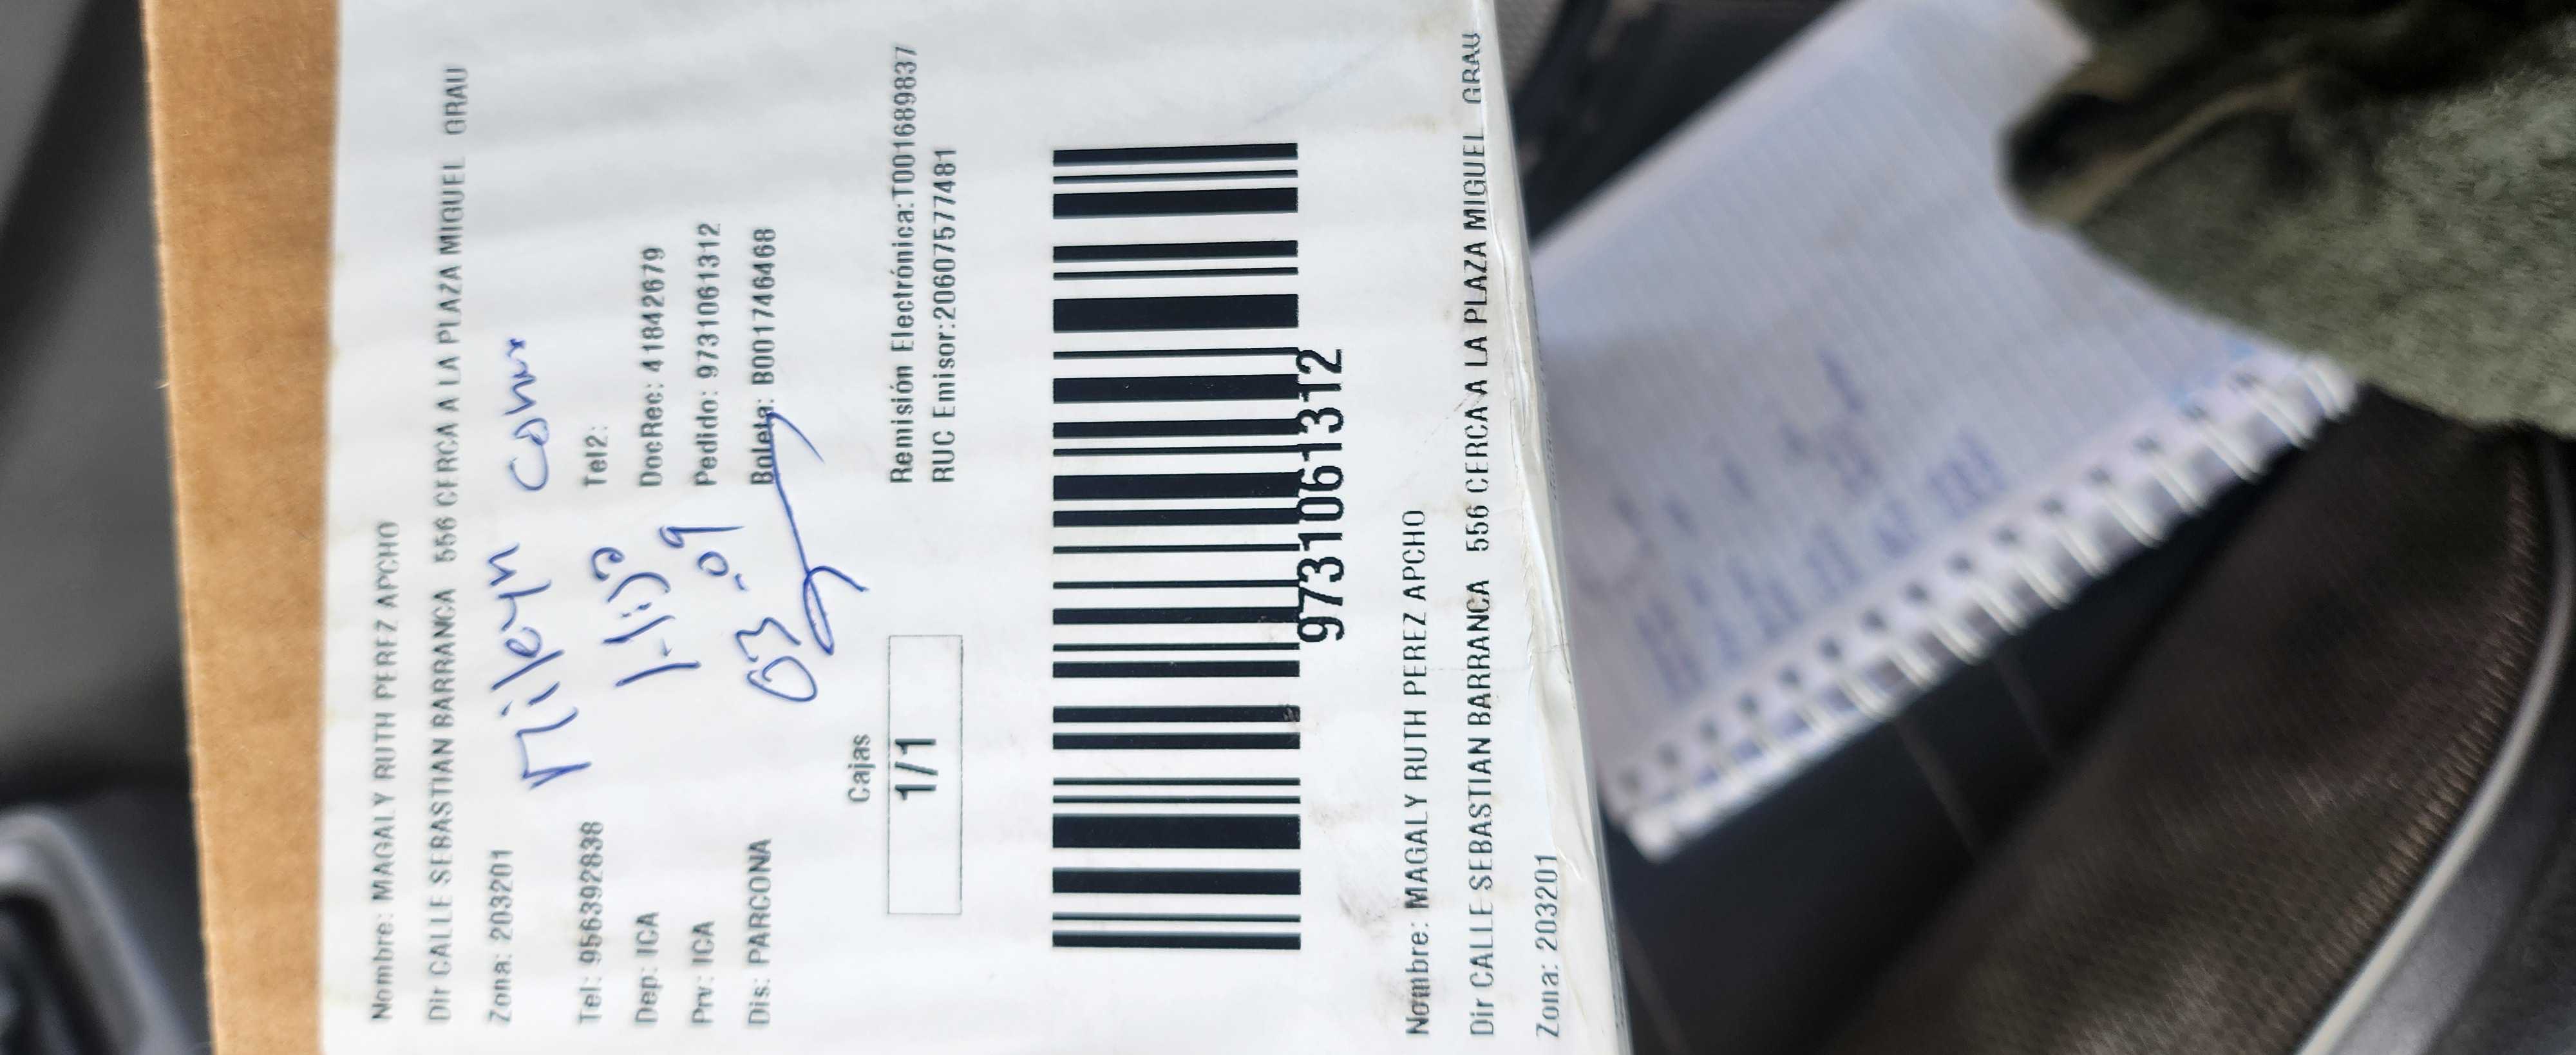 Nombre: MAGALY RUTH PEREZ APCHO
Dir CALLE SEBASTIAN BARRANCA 556 CERCA A LA PLAZA MIGUEL GRAU
Zona: 203201
Mileyn
Tel: 956392838 Tel2:
Dep: ICA DocRec: 41842679
Prv: ICA Pedido: 9731061312
Dis: PARCONA 03-09 Boleta: B001746468
Cajas
1/1
Remisión Electrónica:T001689837
RUC Emisor:20607577481
9731061312
Nombre: MAGALY RUTH PEREZ APCHO
Dir CALLE SEBASTIAN BARRANCA 556 CERCA A LA PLAZA MIGUEL GRAU
Zona: 203201